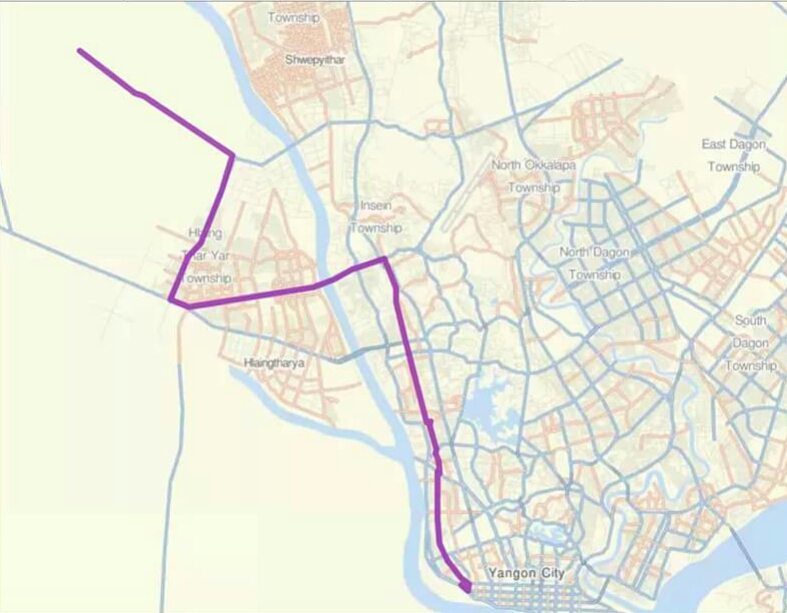 Township
Shwepyithar
East Dagon
Township
North Okkalapa
Township
Insein
Township
Hlaing
Thar Yar
Township
North Dagon
Township
South
Dagon
Township
Hlaingtharya
Yangon City